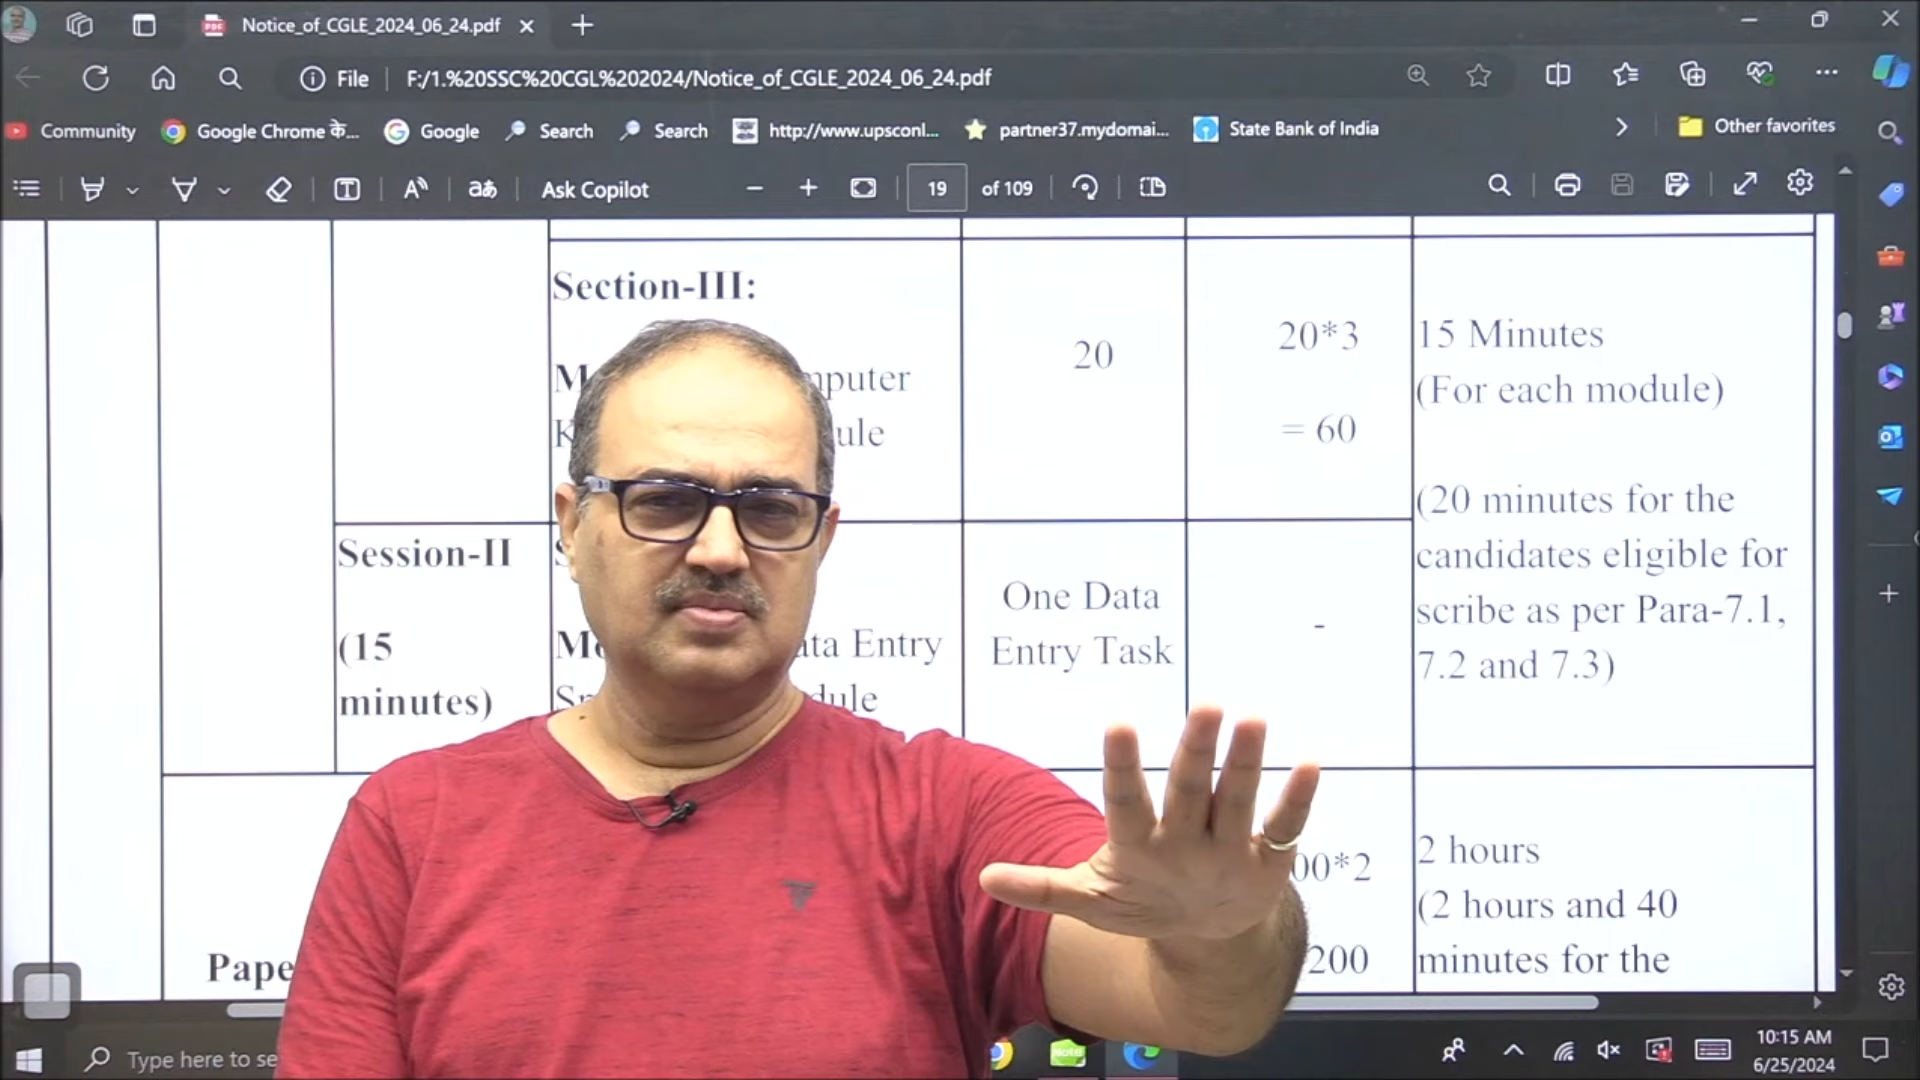 Notice_of_CGLE_2024_06_24.pdf
File
F:/1.%20SSC%20CGL%202024/Notice_of_CGLE_2024_06_24.pdf
Community
Google Chrome के...
Google
Search
Search
http://www.upsconl...
partner37.mydomai...
State Bank of India
Other favorites
Ask Copilot
19
of 109
Section-III:
mputer
ule
20
20*3
= 60
15 Minutes
(For each module)
(20 minutes for the
candidates eligible for
scribe as per Para-7.1,
7.2 and 7.3)
Session-II
(15
minutes)
ata Entry
dule
One Data
Entry Task
-
Pape
00*2
200
2 hours
(2 hours and 40
minutes for the
Type here to se
Note
10:15 AM
6/25/2024